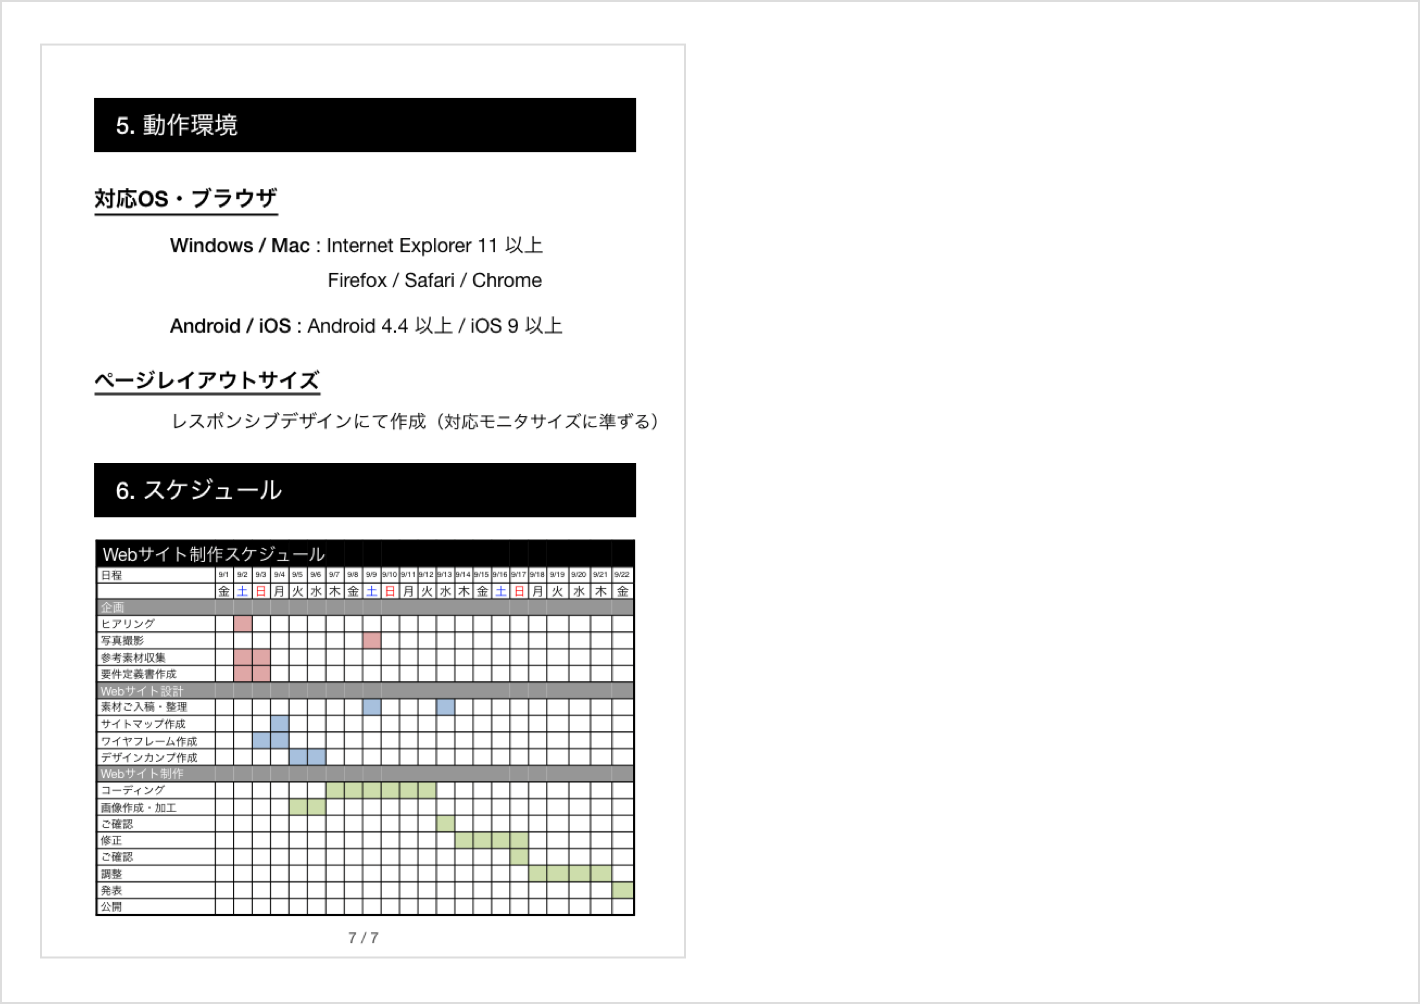 5. 動作環境
対応OS・ブラウザ
Windows / Mac : Internet Explorer 11 以上
Firefox / Safari / Chrome
Android / iOS : Android 4.4 以上 / iOS 9 以上
ページレイアウトサイズ
レスポンシブデザインにて作成（対応モニタサイズに準ずる）
6. スケジュール
Webサイト制作スケジュール
日程 9/1 9/2 9/3 9/4 9/5 9/6 9/7 9/8 9/9 9/10 9/11 9/12 9/13 9/14 9/15 9/16 9/17 9/18 9/19 9/20 9/21 9/22
金 土 日 月 火 水 木 金 土 日 月 火 水 木 金 土 日 月 火 水 木 金
企画
ヒアリング
写真撮影
参考素材収集
要件定義書作成
Webサイト設計
素材ご入稿・整理
サイトマップ作成
ワイヤフレーム作成
デザインカンプ作成
Webサイト制作
コーディング
画像作成・加工
ご確認
修正
ご確認
調整
発表
公開
7 / 7